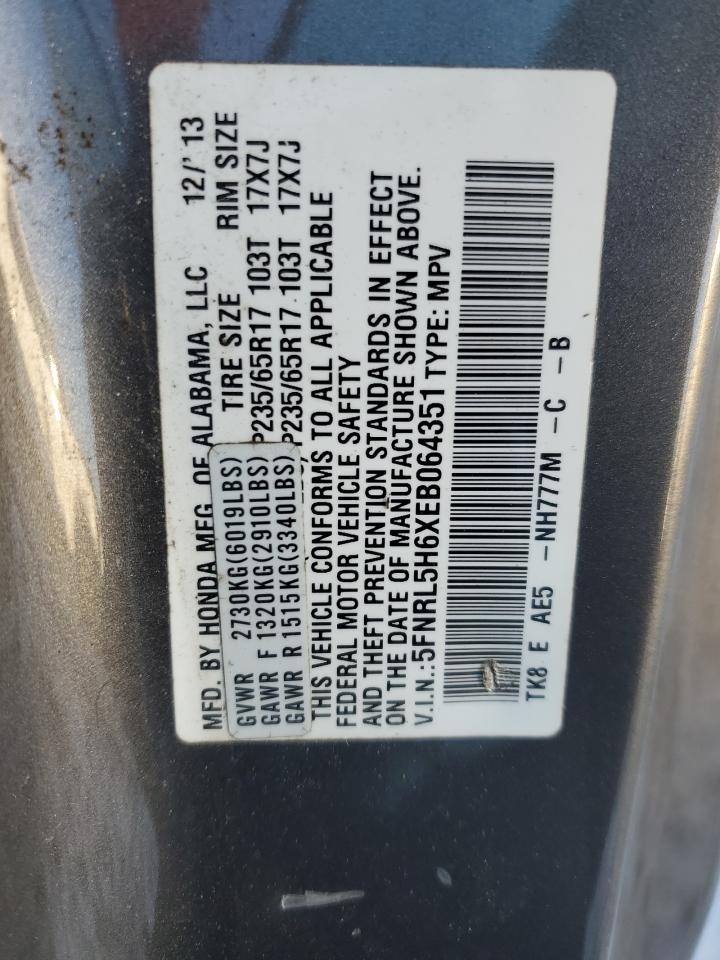 MFD. BY HONDA MFG. OF ALABAMA, LLC 12/'13
TIRE SIZE RIM SIZE
GVWR 2730KG(6019LBS)
GAWR F 1320KG(2910LBS) P235/65R17 103T 17X7J
GAWR R 1515KG(3340LBS) P235/65R17 103T 17X7J
THIS VEHICLE CONFORMS TO ALL APPLICABLE
FEDERAL MOTOR VEHICLE SAFETY
AND THEFT PREVENTION STANDARDS IN EFFECT
ON THE DATE OF MANUFACTURE SHOWN ABOVE.
V.I.N.:5FNRL5H6XEB064351 TYPE: MPV
TK8 E AE5 -NH777M -C -B